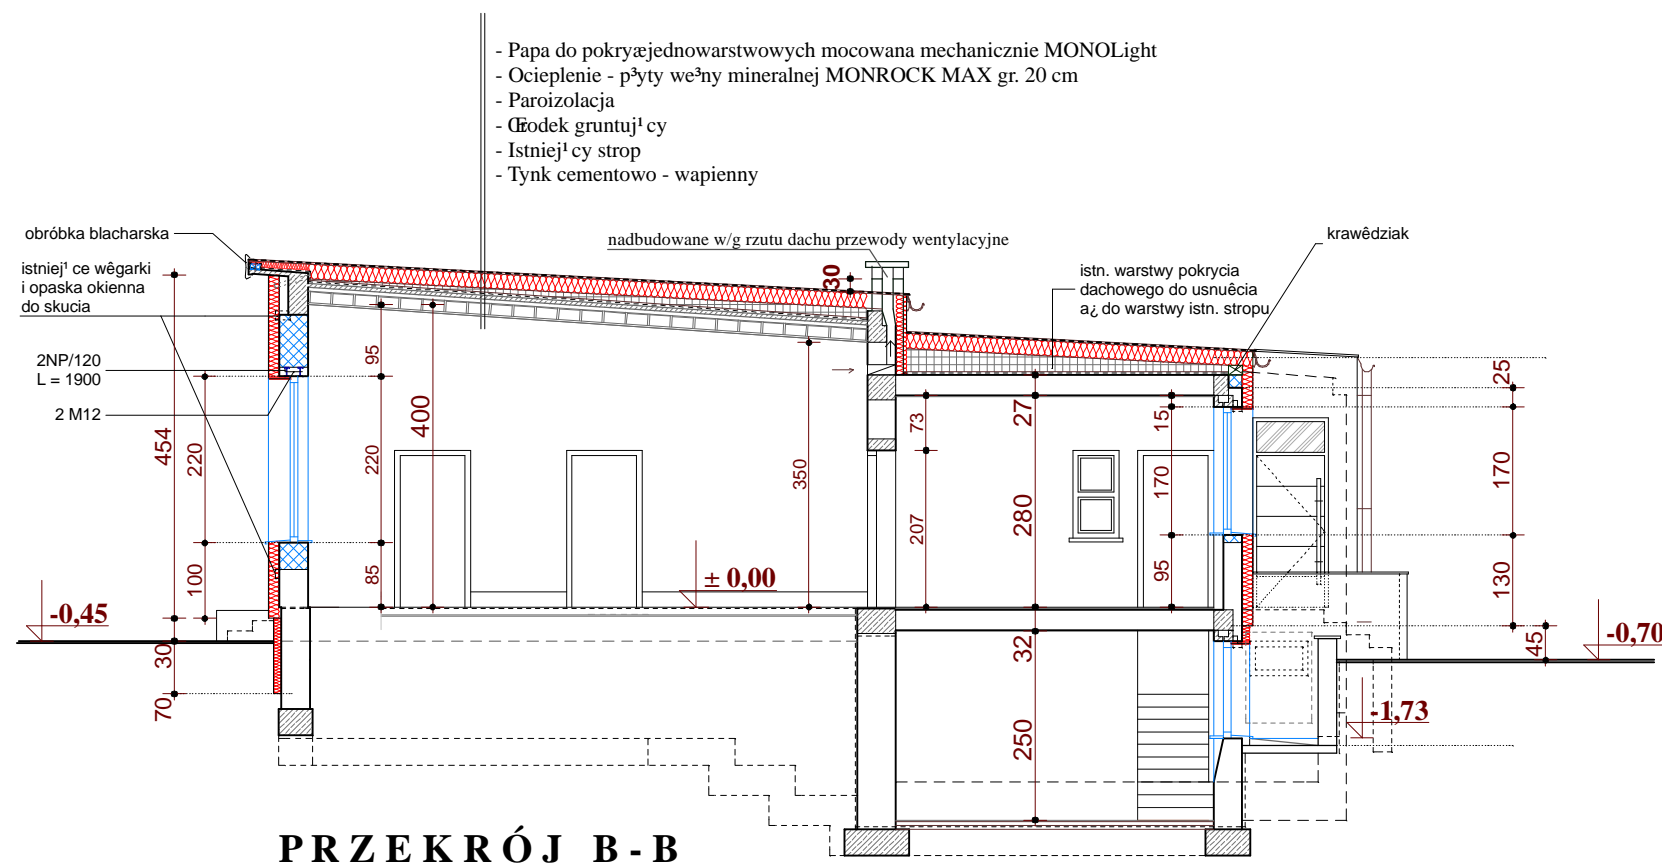 - Papa do pokryæjednowarstwowych mocowana mechanicznie MONOLight
- Ocieplenie - p³yty we³ny mineralnej MONROCK MAX gr. 20 cm
- Paroizolacja
- Œrodek gruntuj¹cy
- Istniej¹cy strop
- Tynk cementowo - wapienny
obróbka blacharska
istniej¹ce wêgarki
i opaska okienna
do skucia
2NP/120
L = 1900
2 M12
nadbudowane w/g rzutu dachu przewody wentylacyjne
30
istn. warstwy pokrycia
dachowego do usnuêcia
a¿ do warstwy istn. stropu
krawêdziak
454
220
100
30
70
95
220
85
400
350
73
207
27
280
32
250
15
170
95
25
170
130
45
-0,45
± 0,00
-0,70
-1,73
PRZEKRÓJ B-B